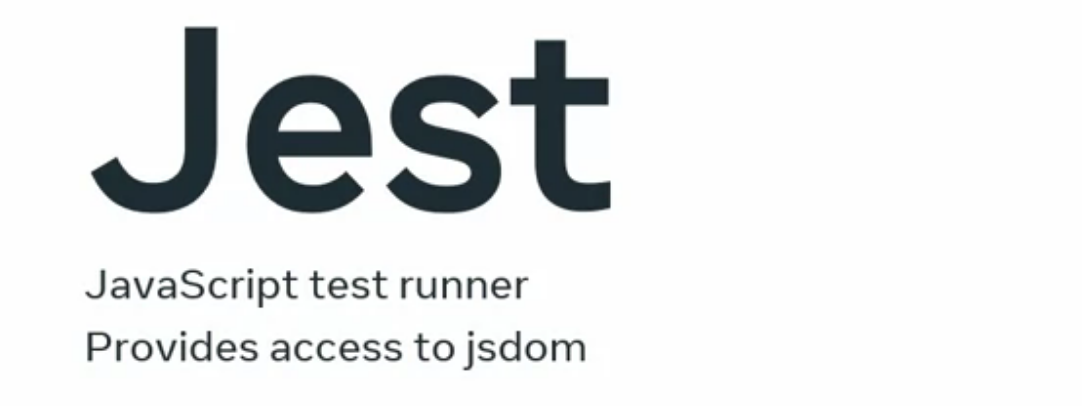 Jest
JavaScript test runner
Provides access to jsdom